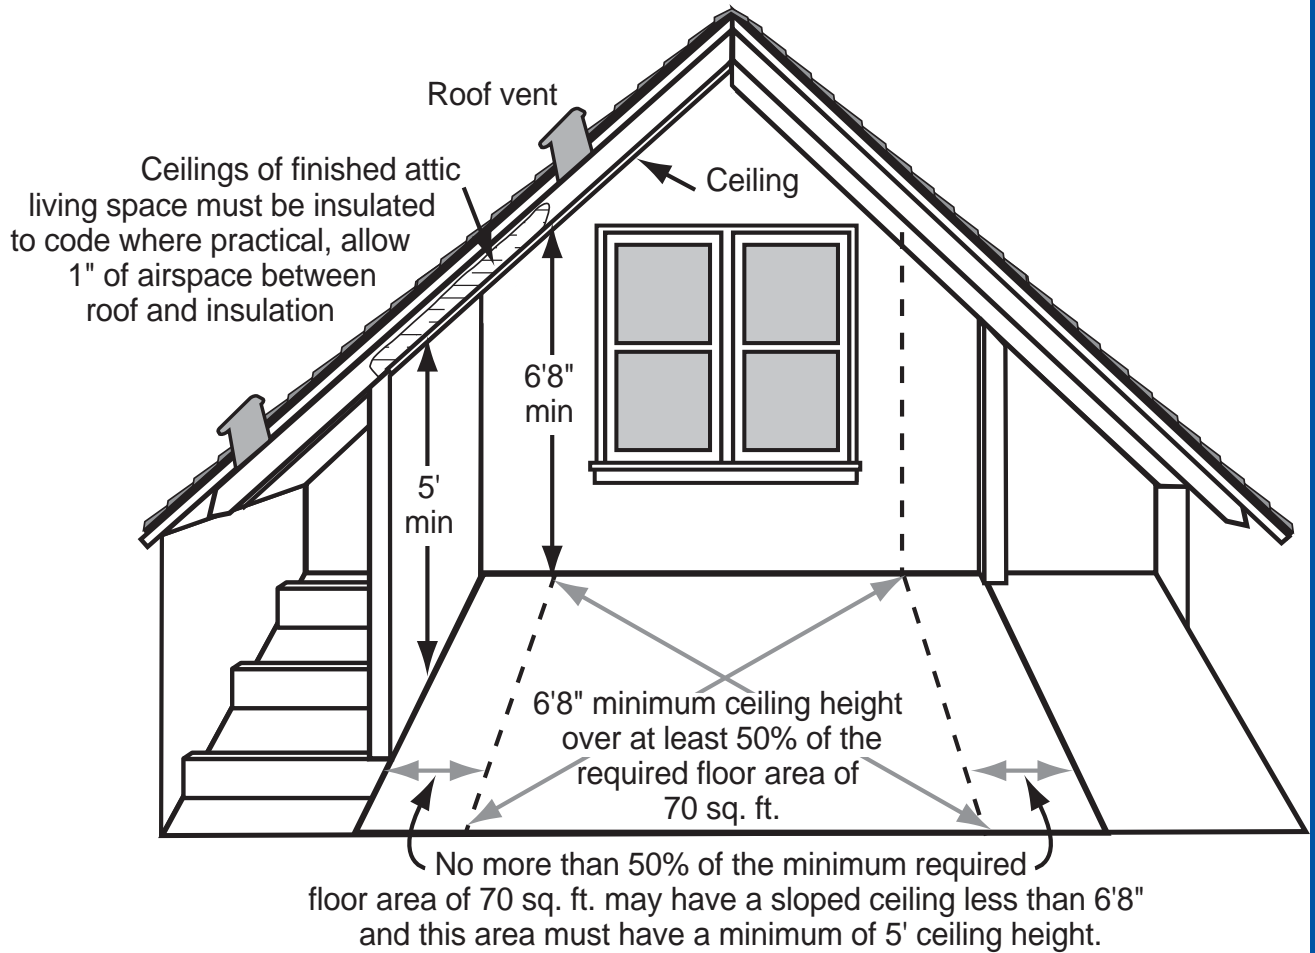 Roof vent
Ceilings of finished attic
living space must be insulated
to code where practical, allow
1" of airspace between
roof and insulation
Ceiling
6'8"
min
5'
min
6'8" minimum ceiling height
over at least 50% of the
required floor area of
70 sq. ft.
No more than 50% of the minimum required
floor area of 70 sq. ft. may have a sloped ceiling less than 6'8"
and this area must have a minimum of 5' ceiling height.